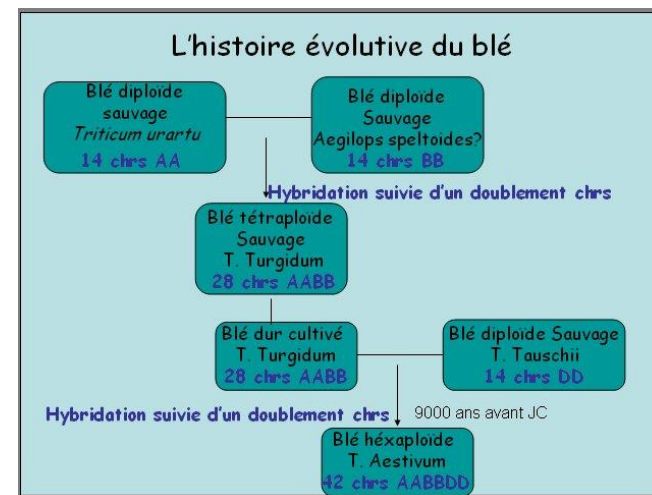 L'histoire évolutive du blé
Blé diploïde
sauvage
Triticum urartu
14 chrs AA
Blé diploïde
Sauvage
Aegilops speltoides?
14 chrs BB
Hybridation suivie d'un doublement chrs
Blé tétraploïde
Sauvage
T. Turgidum
28 chrs AABB
Blé dur cultivé
T. Turgidum
28 chrs AABB
Blé diploïde Sauvage
T. Tauschii
14 chrs DD
Hybridation suivie d'un doublement chrs
9000 ans avant JC
Blé héxaploïde
T. Aestivum
42 chrs AABBDD